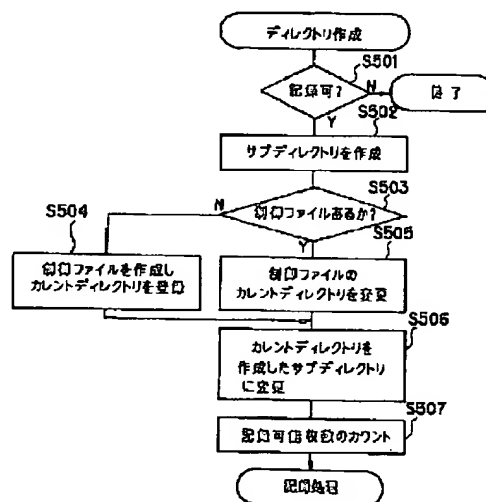 ディレクトリ作成
S501
記録可?
N
終了
Y
S502
サブディレクトリを作成
S503
制御ファイルあるか?
N
Y
S504
制御ファイルを作成し
カレントディレクトリを登録
S505
制御ファイルの
カレントディレクトリを変更
S506
カレントディレクトリを
作成したサブディレクトリ
に変更
S507
記録可能枚数のカウント
記録処理